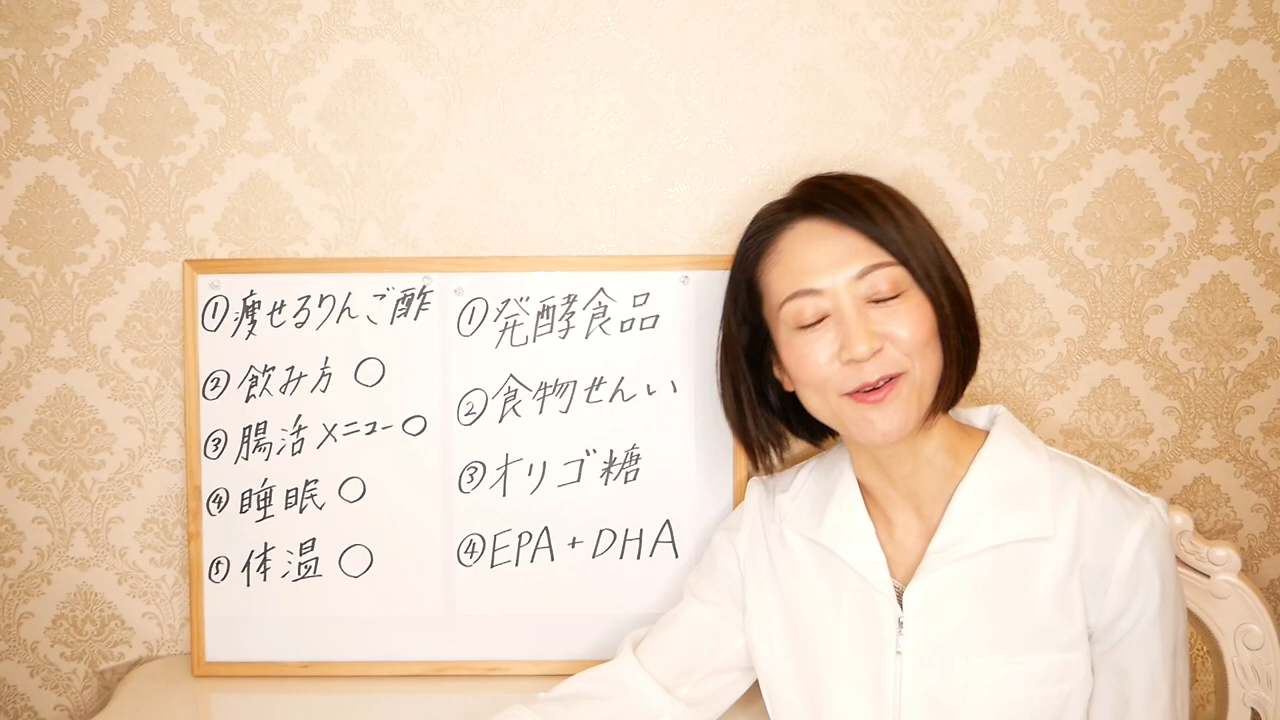 ①痩せるりんご酢
②飲み方 ○
③腸活メニュー○
④睡眠 ○
⑤体温 ○
①発酵食品
②食物せんい
③オリゴ糖
④EPA+DHA